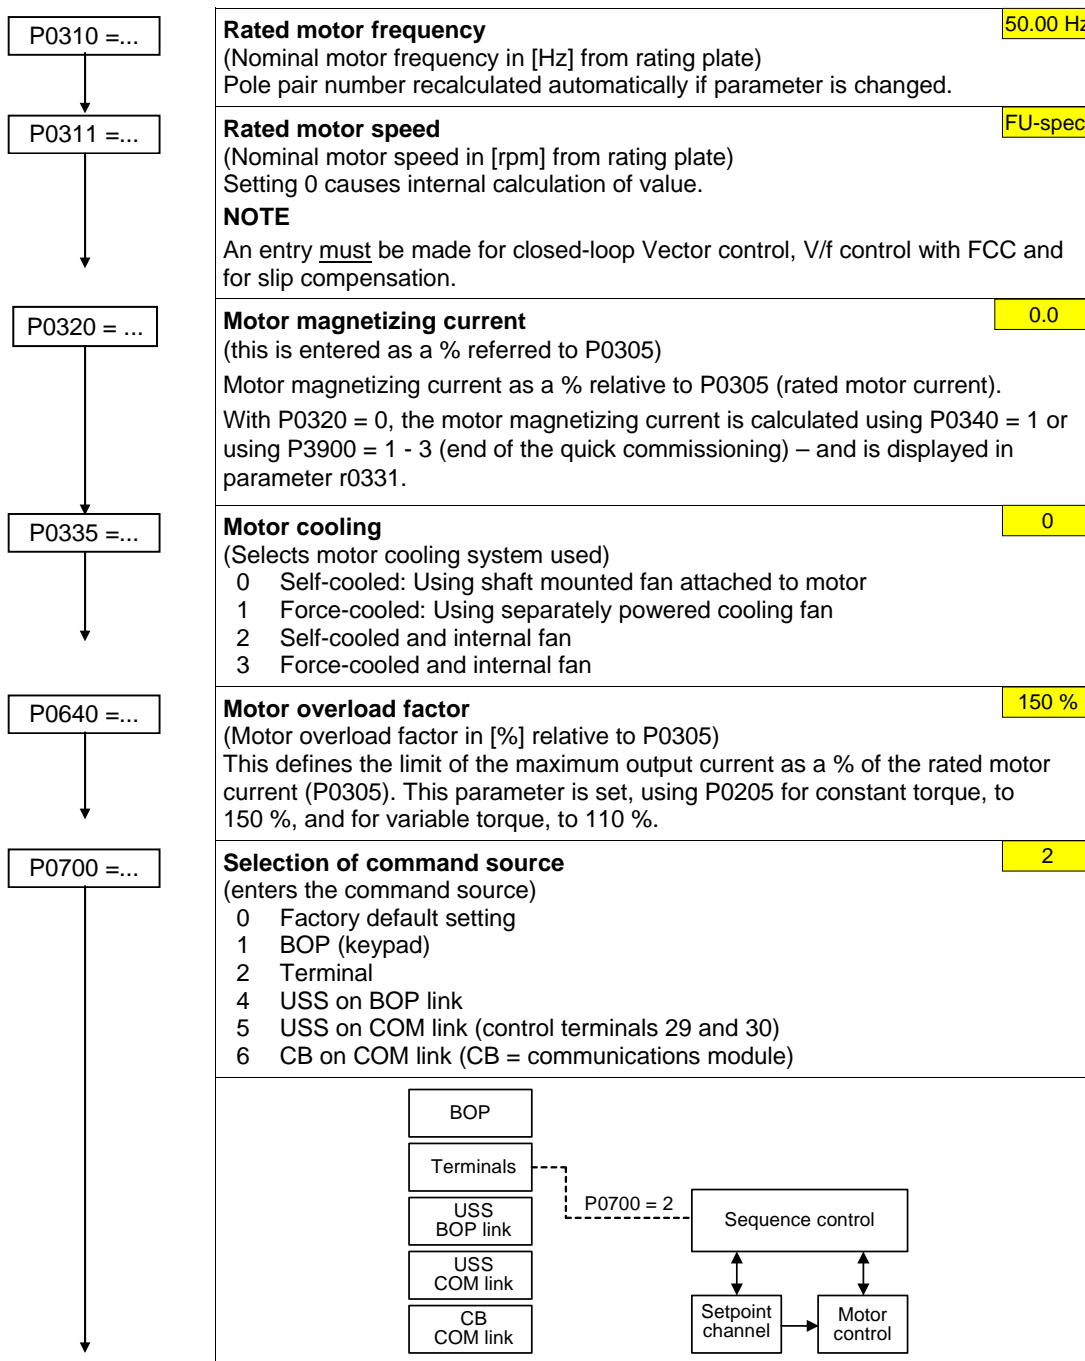 P0310 =...
Rated motor frequency
50.00 Hz
(Nominal motor frequency in [Hz] from rating plate)
Pole pair number recalculated automatically if parameter is changed.
P0311 =...
Rated motor speed
FU-spec
(Nominal motor speed in [rpm] from rating plate)
Setting 0 causes internal calculation of value.
NOTE
An entry must be made for closed-loop Vector control, V/f control with FCC and
for slip compensation.
P0320 = ...
Motor magnetizing current
0.0
(this is entered as a % referred to P0305)
Motor magnetizing current as a % relative to P0305 (rated motor current).
With P0320 = 0, the motor magnetizing current is calculated using P0340 = 1 or
using P3900 = 1 - 3 (end of the quick commissioning) – and is displayed in
parameter r0331.
P0335 =...
Motor cooling
0
(Selects motor cooling system used)
0 Self-cooled: Using shaft mounted fan attached to motor
1 Force-cooled: Using separately powered cooling fan
2 Self-cooled and internal fan
3 Force-cooled and internal fan
P0640 =...
Motor overload factor
150 %
(Motor overload factor in [%] relative to P0305)
This defines the limit of the maximum output current as a % of the rated motor
current (P0305). This parameter is set, using P0205 for constant torque, to
150 %, and for variable torque, to 110 %.
P0700 =...
Selection of command source
2
(enters the command source)
0 Factory default setting
1 BOP (keypad)
2 Terminal
4 USS on BOP link
5 USS on COM link (control terminals 29 and 30)
6 CB on COM link (CB = communications module)
BOP
Terminals
P0700 = 2
USS
BOP link
Sequence control
USS
COM link
CB
COM link
Setpoint
channel
Motor
control